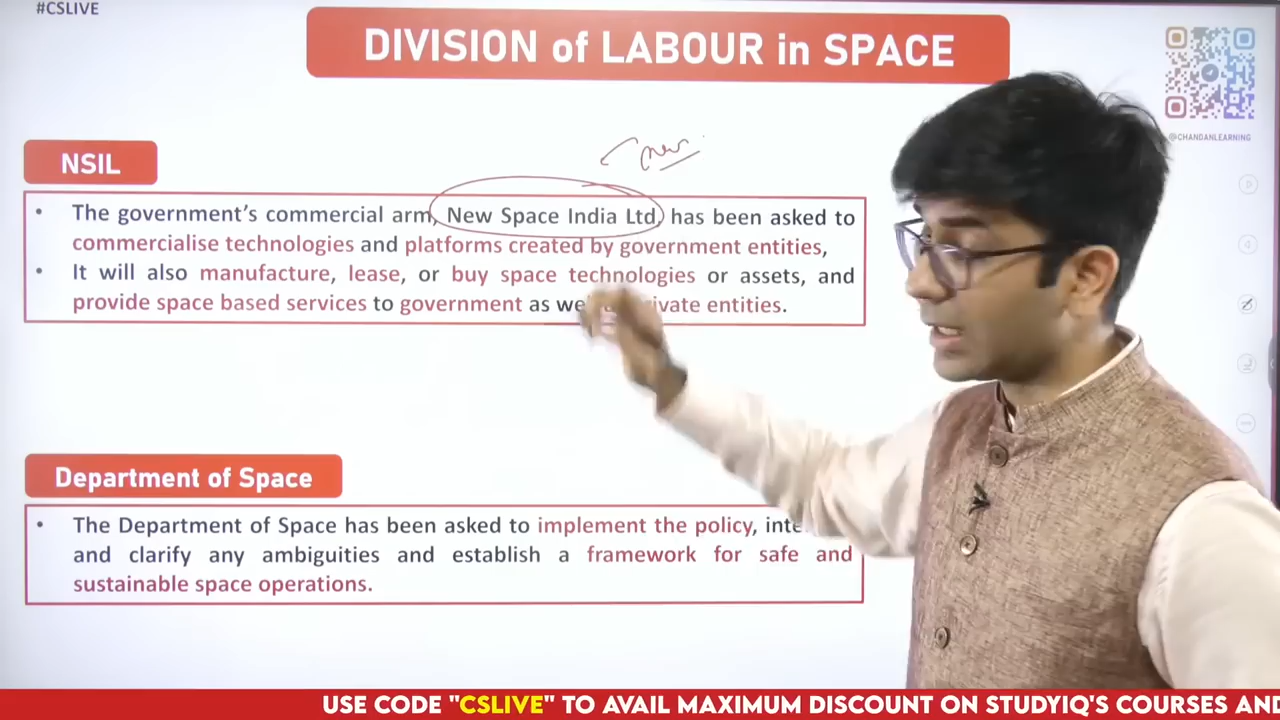 #CSLIVE
DIVISION of LABOUR in SPACE
@CHANDANLEARNING
NSIL
• The government's commercial arm, New Space India Ltd, has been asked to
commercialise technologies and platforms created by government entities,
• It will also manufacture, lease, or buy space technologies or assets, and
provide space based services to government as entities.
Department of Space
• The Department of Space has been asked to implement the policy,
and clarify any ambiguities and establish a framework for safe and
sustainable space operations.
USE CODE "CSLIVE" TO AVAIL MAXIMUM DISCOUNT ON STUDYIQ'S COURSES AND